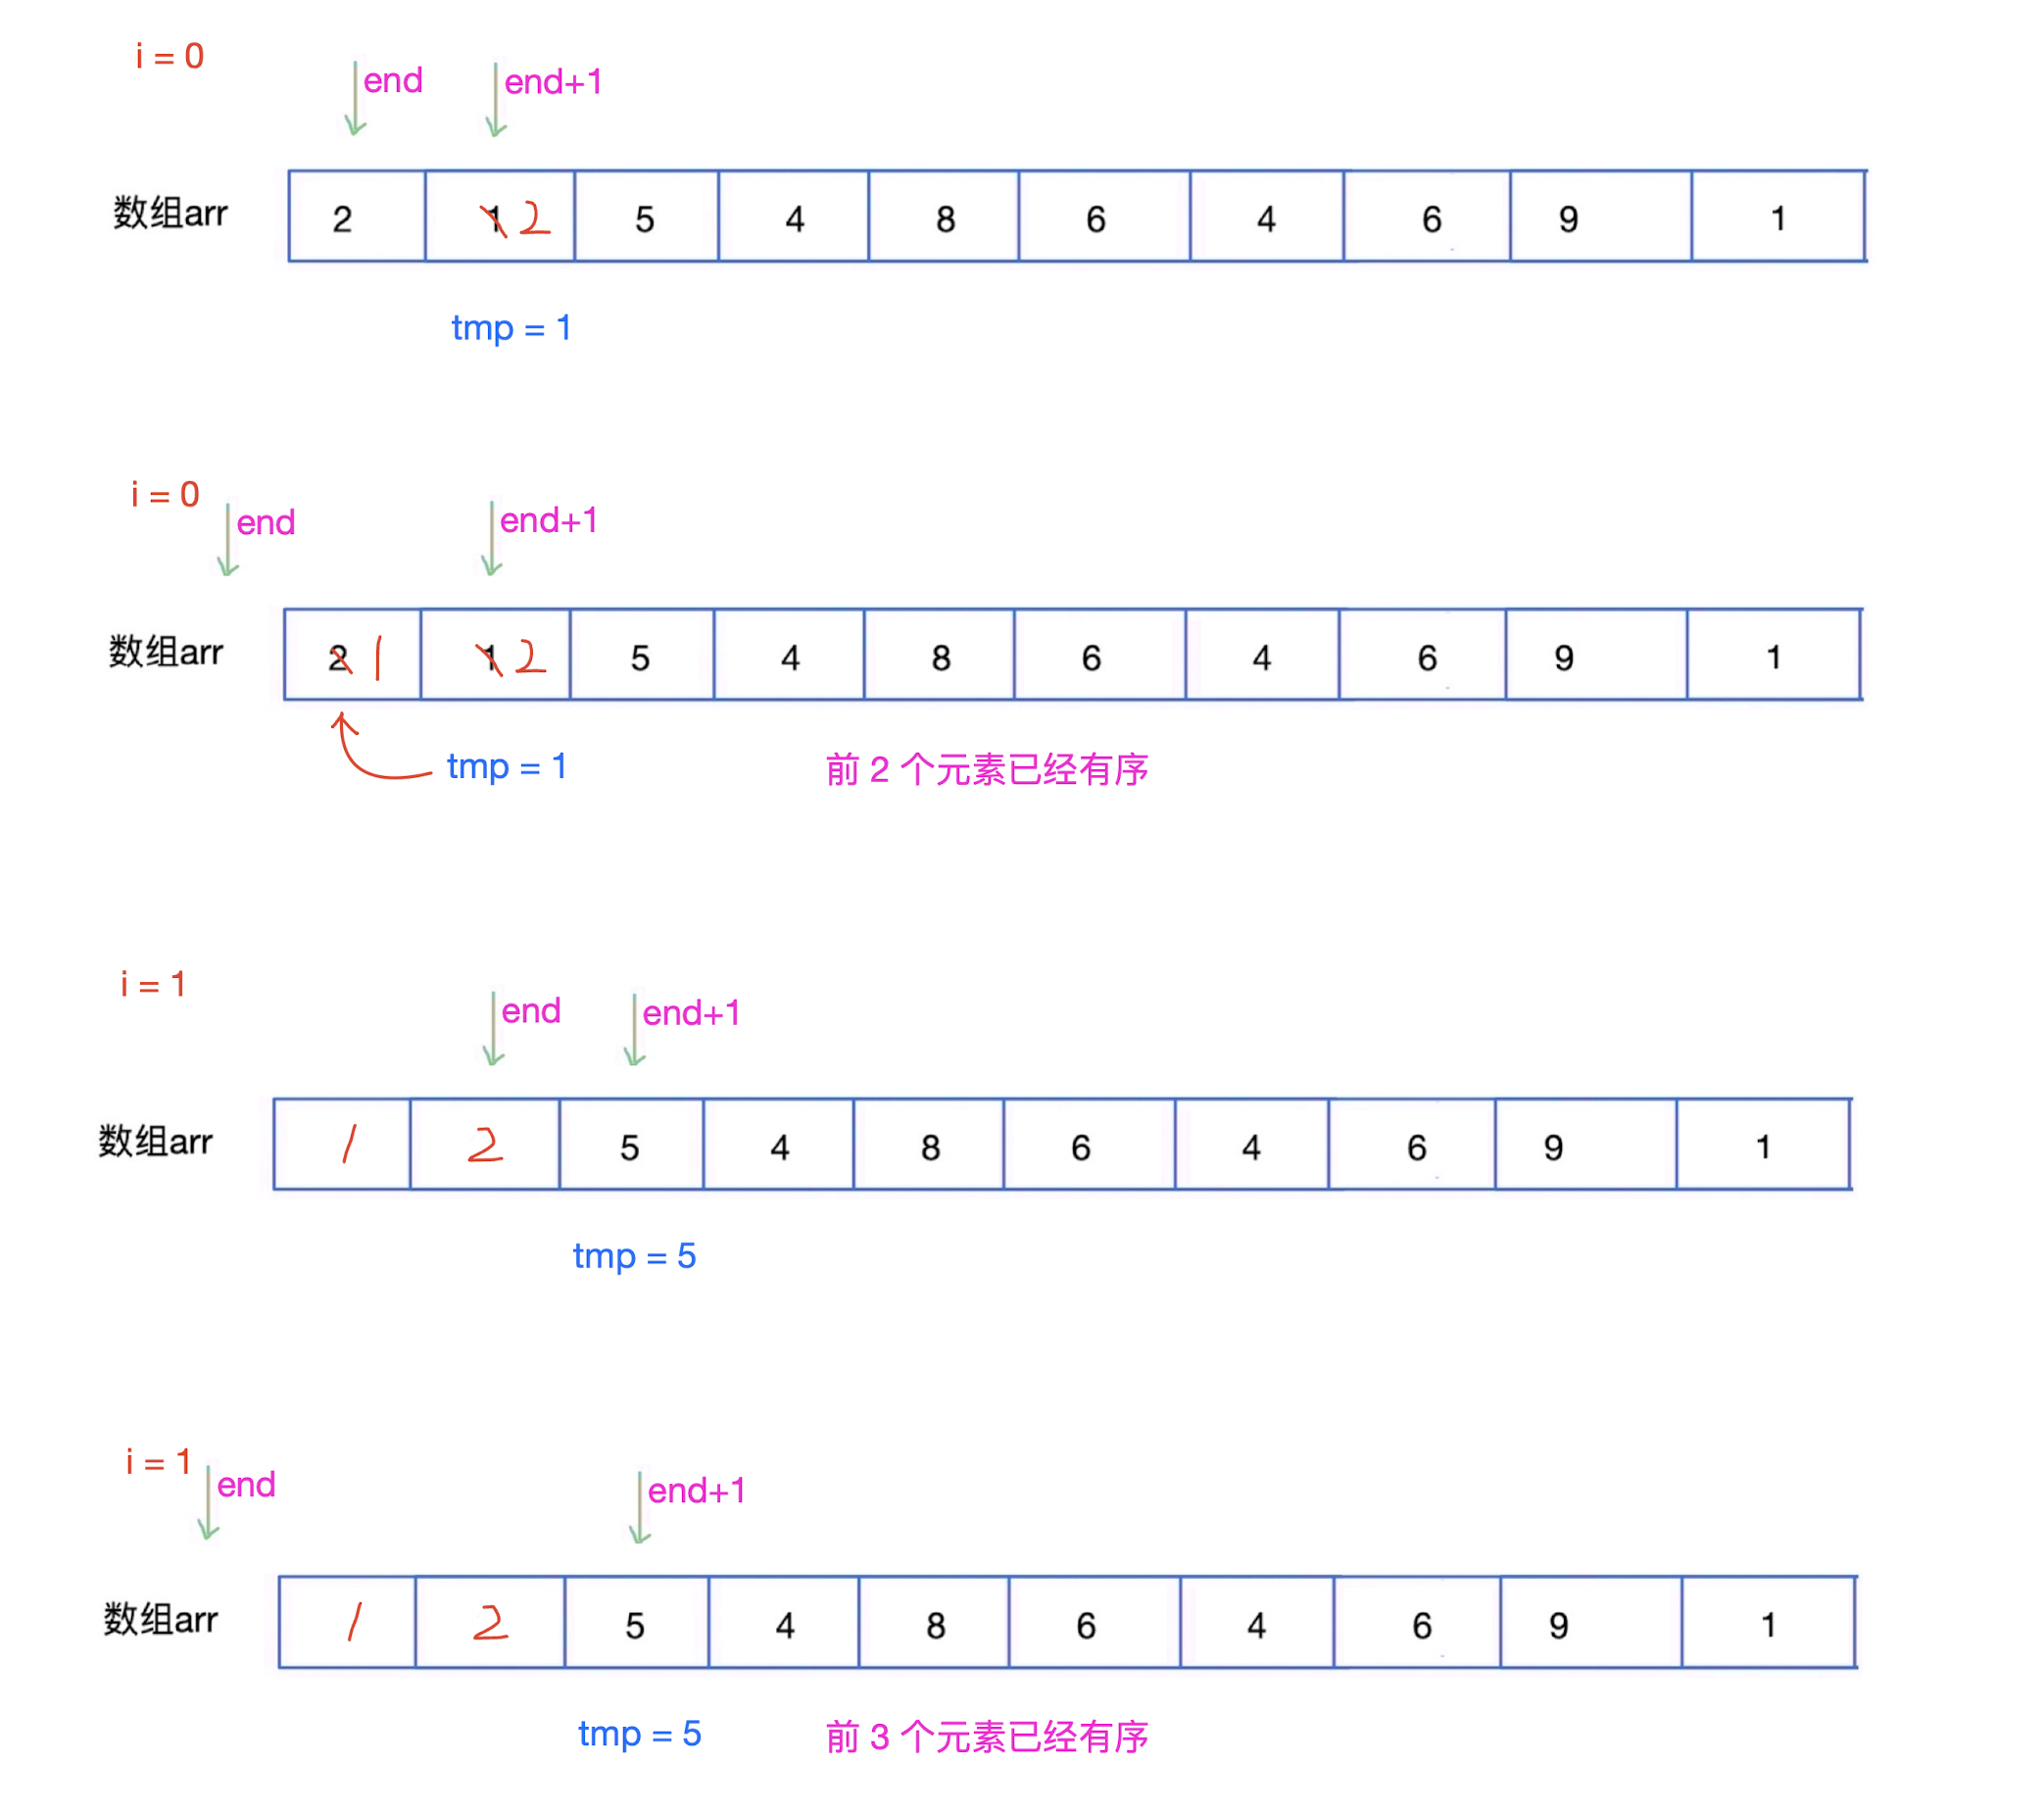 i = 0
end end+1
数组arr 2 1 2 5 4 8 6 4 6 9 1
tmp = 1
i = 0
end end+1
数组arr 2 1 1 2 5 4 8 6 4 6 9 1
tmp = 1 前 2 个元素已经有序
i = 1
end end+1
数组arr 1 2 5 4 8 6 4 6 9 1
tmp = 5
i = 1
end end+1
数组arr 1 2 5 4 8 6 4 6 9 1
tmp = 5 前 3 个元素已经有序